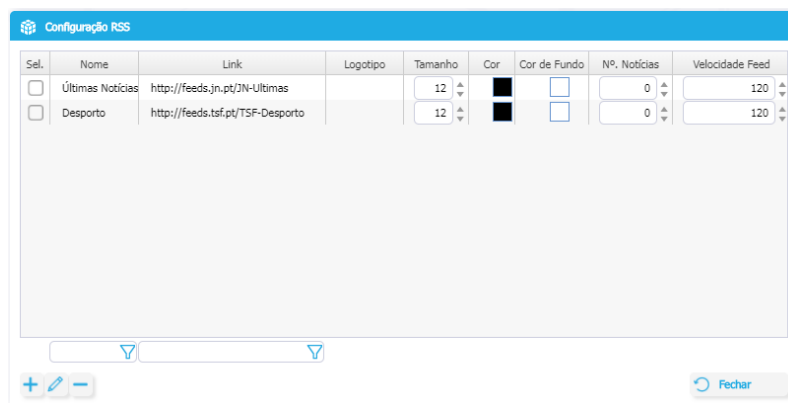 Configuração RSS
Sel. Nome Link Logotipo Tamanho Cor Cor de Fundo Nº. Notícias Velocidade Feed
Últimas Notícias http://feeds.jn.pt/JN-Ultimas 12 0 120
Desporto http://feeds.tsf.pt/TSF-Desporto 12 0 120
Fechar